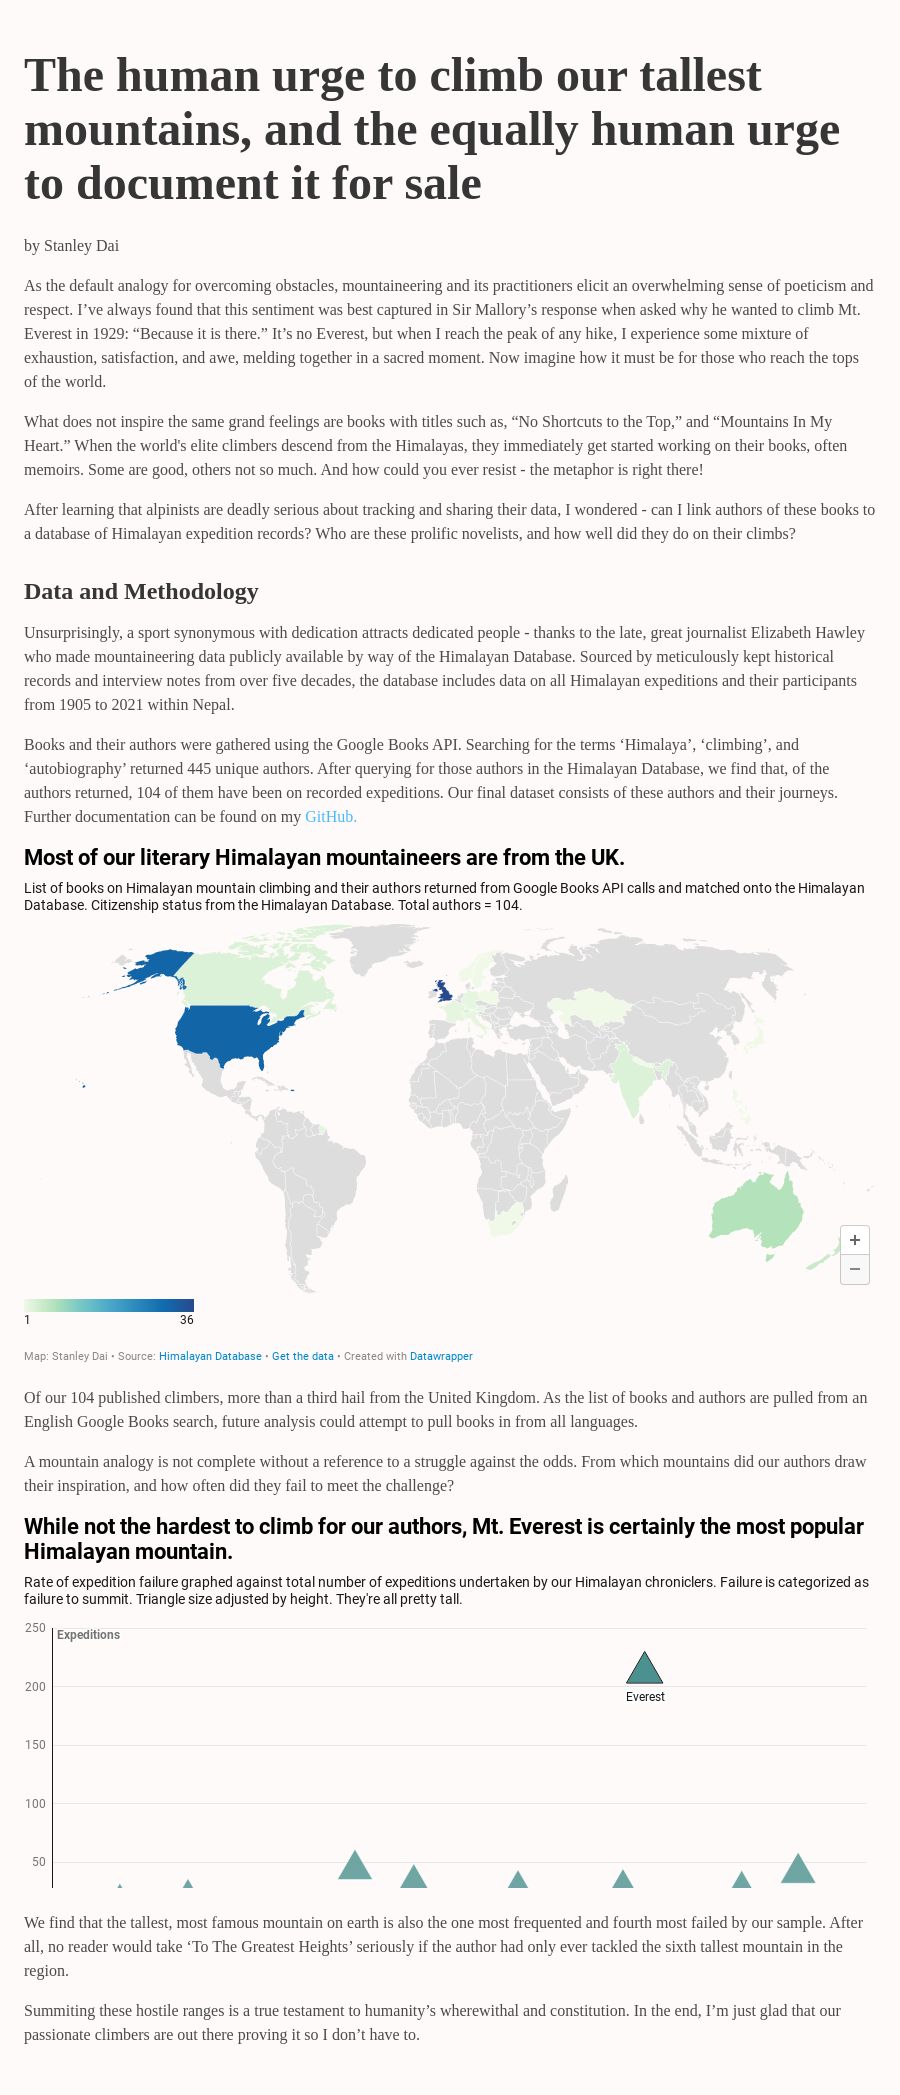 The human urge to climb our tallest
mountains, and the equally human urge
to document it for sale
by Stanley Dai
As the default analogy for overcoming obstacles, mountaineering and its practitioners elicit an overwhelming sense of poeticism and
respect. I’ve always found that this sentiment was best captured in Sir Mallory’s response when asked why he wanted to climb Mt.
Everest in 1929: “Because it is there.” It’s no Everest, but when I reach the peak of any hike, I experience some mixture of
exhaustion, satisfaction, and awe, melding together in a sacred moment. Now imagine how it must be for those who reach the tops
of the world.
What does not inspire the same grand feelings are books with titles such as, “No Shortcuts to the Top,” and “Mountains In My
Heart.” When the world's elite climbers descend from the Himalayas, they immediately get started working on their books, often
memoirs. Some are good, others not so much. And how could you ever resist - the metaphor is right there!
After learning that alpinists are deadly serious about tracking and sharing their data, I wondered - can I link authors of these books to
a database of Himalayan expedition records? Who are these prolific novelists, and how well did they do on their climbs?
Data and Methodology
Unsurprisingly, a sport synonymous with dedication attracts dedicated people - thanks to the late, great journalist Elizabeth Hawley
who made mountaineering data publicly available by way of the Himalayan Database. Sourced by meticulously kept historical
records and interview notes from over five decades, the database includes data on all Himalayan expeditions and their participants
from 1905 to 2021 within Nepal.
Books and their authors were gathered using the Google Books API. Searching for the terms ‘Himalaya’, ‘climbing’, and
‘autobiography’ returned 445 unique authors. After querying for those authors in the Himalayan Database, we find that, of the
authors returned, 104 of them have been on recorded expeditions. Our final dataset consists of these authors and their journeys.
Further documentation can be found on my GitHub.
Most of our literary Himalayan mountaineers are from the UK.
List of books on Himalayan mountain climbing and their authors returned from Google Books API calls and matched onto the Himalayan
Database. Citizenship status from the Himalayan Database. Total authors = 104.
+
−
1 36
Map: Stanley Dai • Source: Himalayan Database • Get the data • Created with Datawrapper
Of our 104 published climbers, more than a third hail from the United Kingdom. As the list of books and authors are pulled from an
English Google Books search, future analysis could attempt to pull books in from all languages.
A mountain analogy is not complete without a reference to a struggle against the odds. From which mountains did our authors draw
their inspiration, and how often did they fail to meet the challenge?
While not the hardest to climb for our authors, Mt. Everest is certainly the most popular
Himalayan mountain.
Rate of expedition failure graphed against total number of expeditions undertaken by our Himalayan chroniclers. Failure is categorized as
failure to summit. Triangle size adjusted by height. They're all pretty tall.
250
Expeditions
200
Everest
150
100
50
We find that the tallest, most famous mountain on earth is also the one most frequented and fourth most failed by our sample. After
all, no reader would take ‘To The Greatest Heights’ seriously if the author had only ever tackled the sixth tallest mountain in the
region.
Summiting these hostile ranges is a true testament to humanity’s wherewithal and constitution. In the end, I’m just glad that our
passionate climbers are out there proving it so I don’t have to.